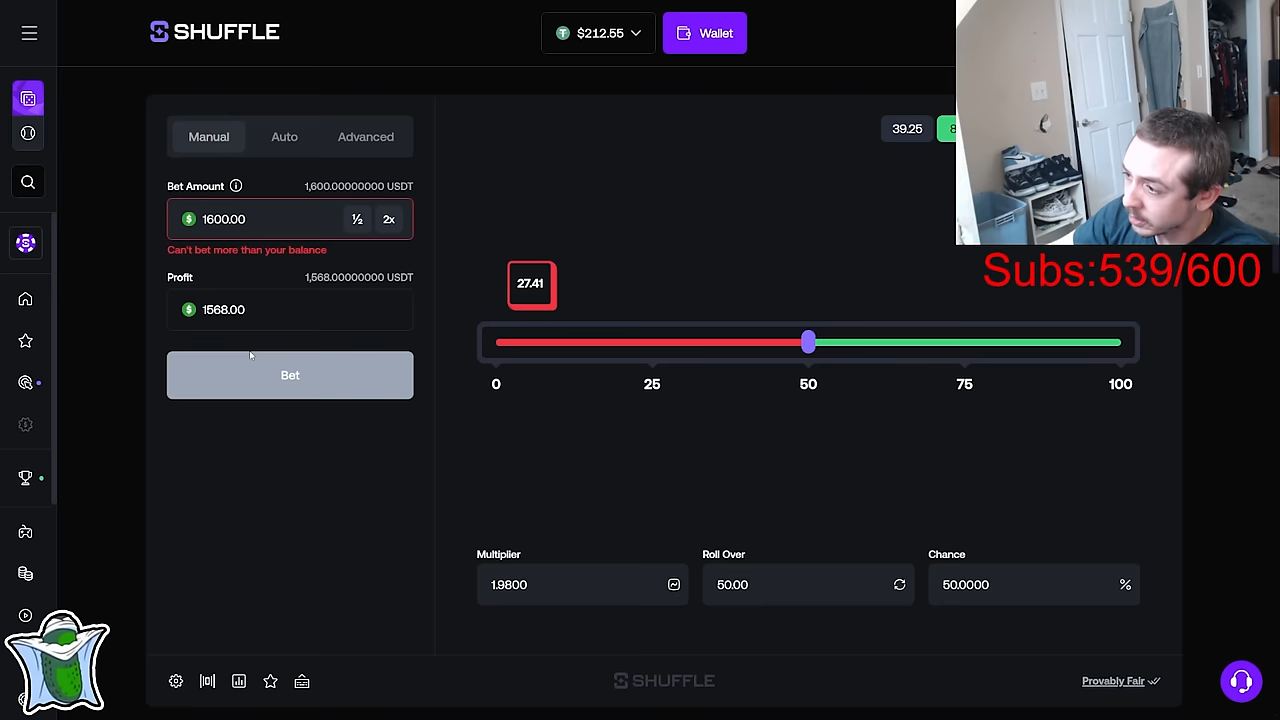 SHUFFLE
$212.55
Wallet
Manual
Auto
Advanced
39.25
8
Bet Amount
1,600.00000000 USDT
1600.00
½
2x
Can't bet more than your balance
Profit
1,568.00000000 USDT
1568.00
Bet
27.41
0
25
50
75
100
Subs:539/600
Multiplier
Roll Over
Chance
1.9800
50.00
50.0000
%
SHUFFLE
Provably Fair